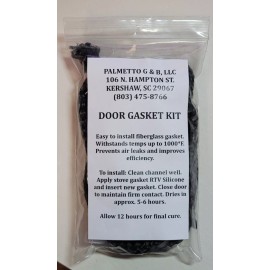 PALMETTO G & B, LLC
106 N. HAMPTON ST.
KERSHAW, SC 29067
(803) 475-8766
DOOR GASKET KIT
Easy to install fiberglass gasket.
Withstands temps up to 1000°F
Prevents air leaks and improves
efficiency.
To install: Clean channel well.
Apply stove gasket RTV Silicone
and insert new gasket. Close door
to maintain firm contact. Dries in
approx. 5-6 hours.
Allow 12 hours for final cure.